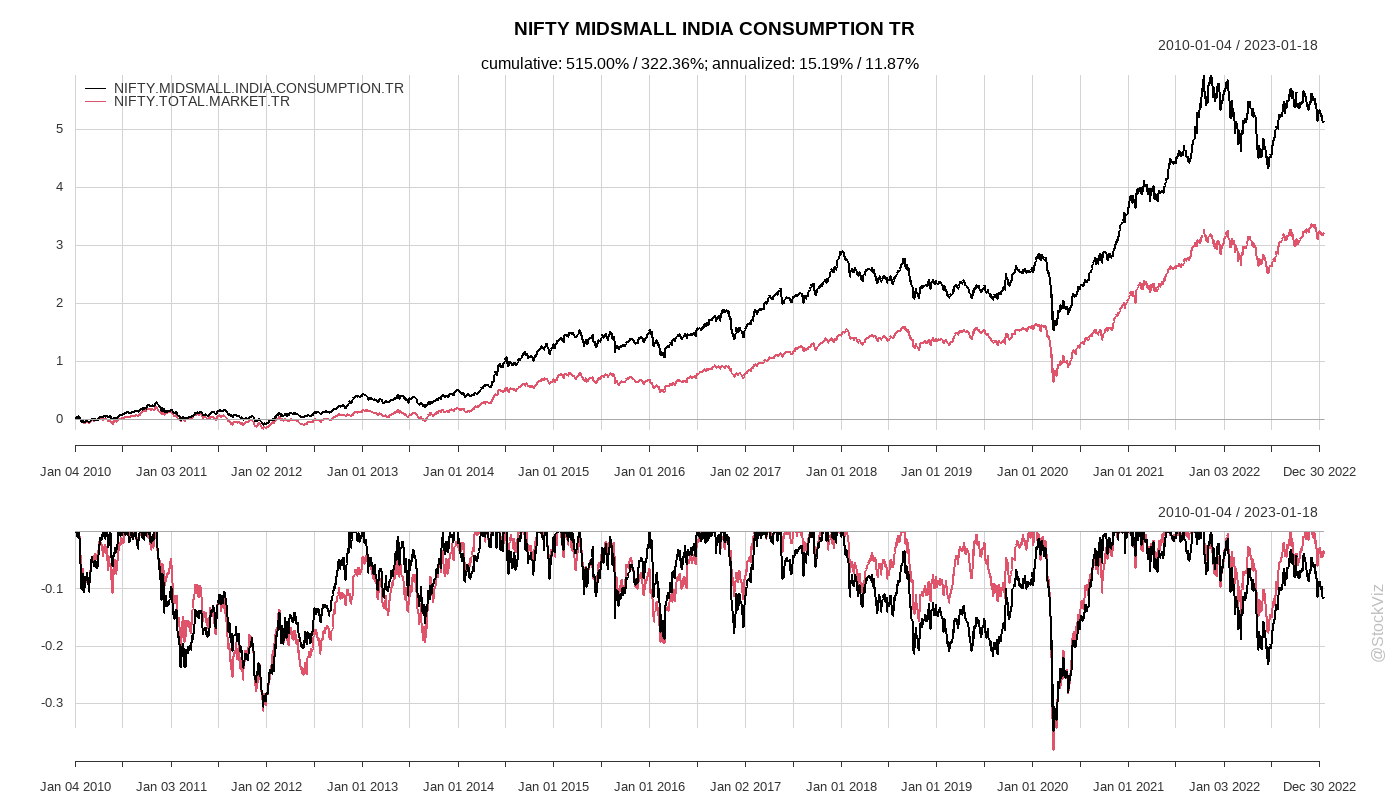 NIFTY MIDSMALL INDIA CONSUMPTION TR
2010-01-04 / 2023-01-18
cumulative: 515.00% / 322.36%; annualized: 15.19% / 11.87%
NIFTY.MIDSMALL.INDIA.CONSUMPTION.TR
NIFTY.TOTAL.MARKET.TR
5
4
3
2
1
0
Jan 04 2010 Jan 03 2011 Jan 02 2012 Jan 01 2013 Jan 01 2014 Jan 01 2015 Jan 01 2016 Jan 02 2017 Jan 01 2018 Jan 01 2019 Jan 01 2020 Jan 01 2021 Jan 03 2022 Dec 30 2022
2010-01-04 / 2023-01-18
-0.1
-0.2
-0.3
Jan 04 2010 Jan 03 2011 Jan 02 2012 Jan 01 2013 Jan 01 2014 Jan 01 2015 Jan 01 2016 Jan 02 2017 Jan 01 2018 Jan 01 2019 Jan 01 2020 Jan 01 2021 Jan 03 2022 Dec 30 2022
@StockViz